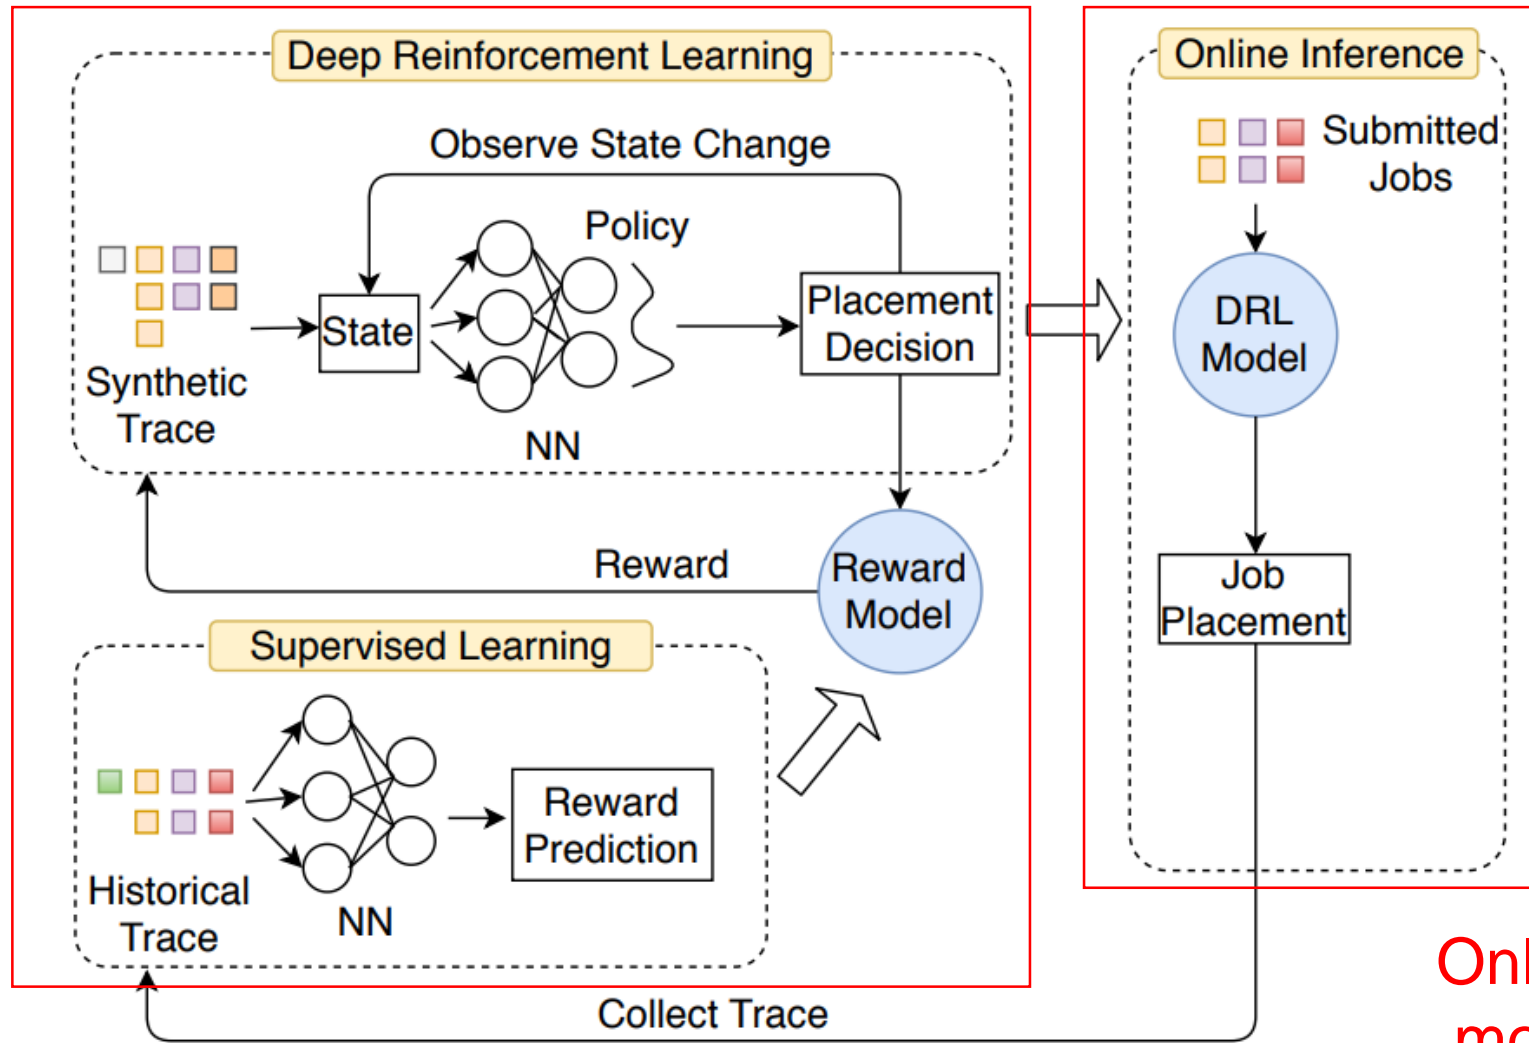 Deep Reinforcement Learning
Observe State Change
Policy
State
Placement
Decision
Synthetic
Trace
NN
Reward
Reward
Model
Supervised Learning
Reward
Prediction
Historical
Trace
NN
Collect Trace
Online Inference
Submitted
Jobs
DRL
Model
Job
Placement